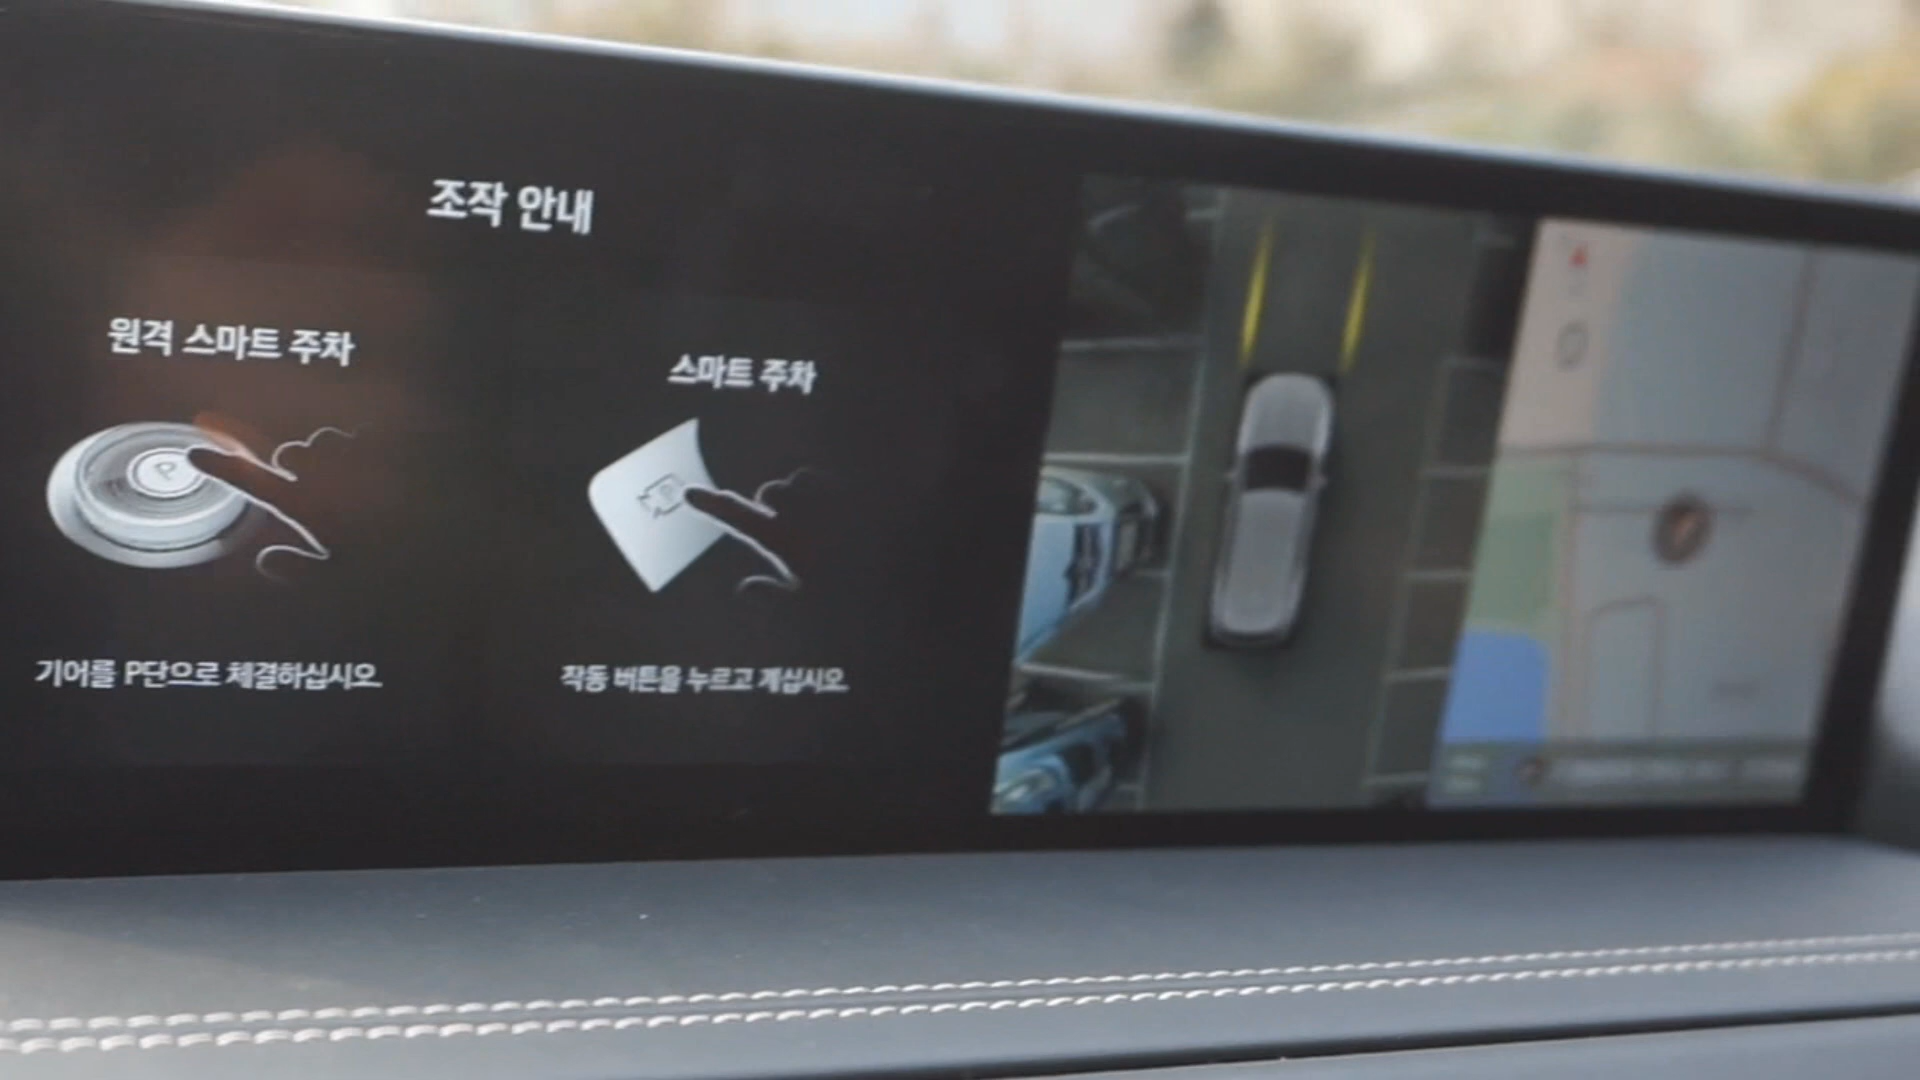 조작 안내
원격 스마트 주차
스마트 주차
P
기어를 P단으로 체결하십시오
작동 버튼을 누르고 계십시오